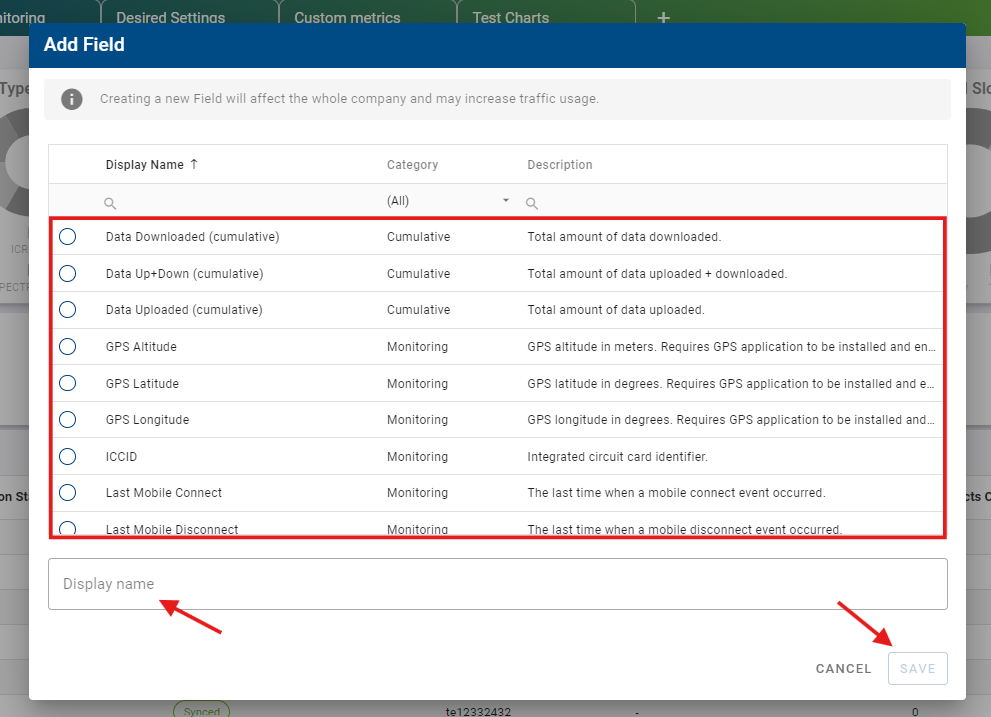 nitoring Desired Settings Custom metrics Test Charts +
Add Field
Type
Creating a new Field will affect the whole company and may increase traffic usage.
Slo
Display Name ↑ Category Description
(All)
Data Downloaded (cumulative) Cumulative Total amount of data downloaded.
ICR
Data Up+Down (cumulative) Cumulative Total amount of data uploaded + downloaded.
PECTR
Data Uploaded (cumulative) Cumulative Total amount of data uploaded.
GPS Altitude Monitoring GPS altitude in meters. Requires GPS application to be installed and en...
GPS Latitude Monitoring GPS latitude in degrees. Requires GPS application to be installed and e...
GPS Longitude Monitoring GPS longitude in degrees. Requires GPS application to be installed and...
ICCID Monitoring Integrated circuit card identifier.
Last Mobile Connect Monitoring The last time when a mobile connect event occurred.
on Sta
cts C
Last Mobile Disconnect Monitoring The last time when a mobile disconnect event occurred.
Display name
CANCEL SAVE
Synced te12332432 - 0